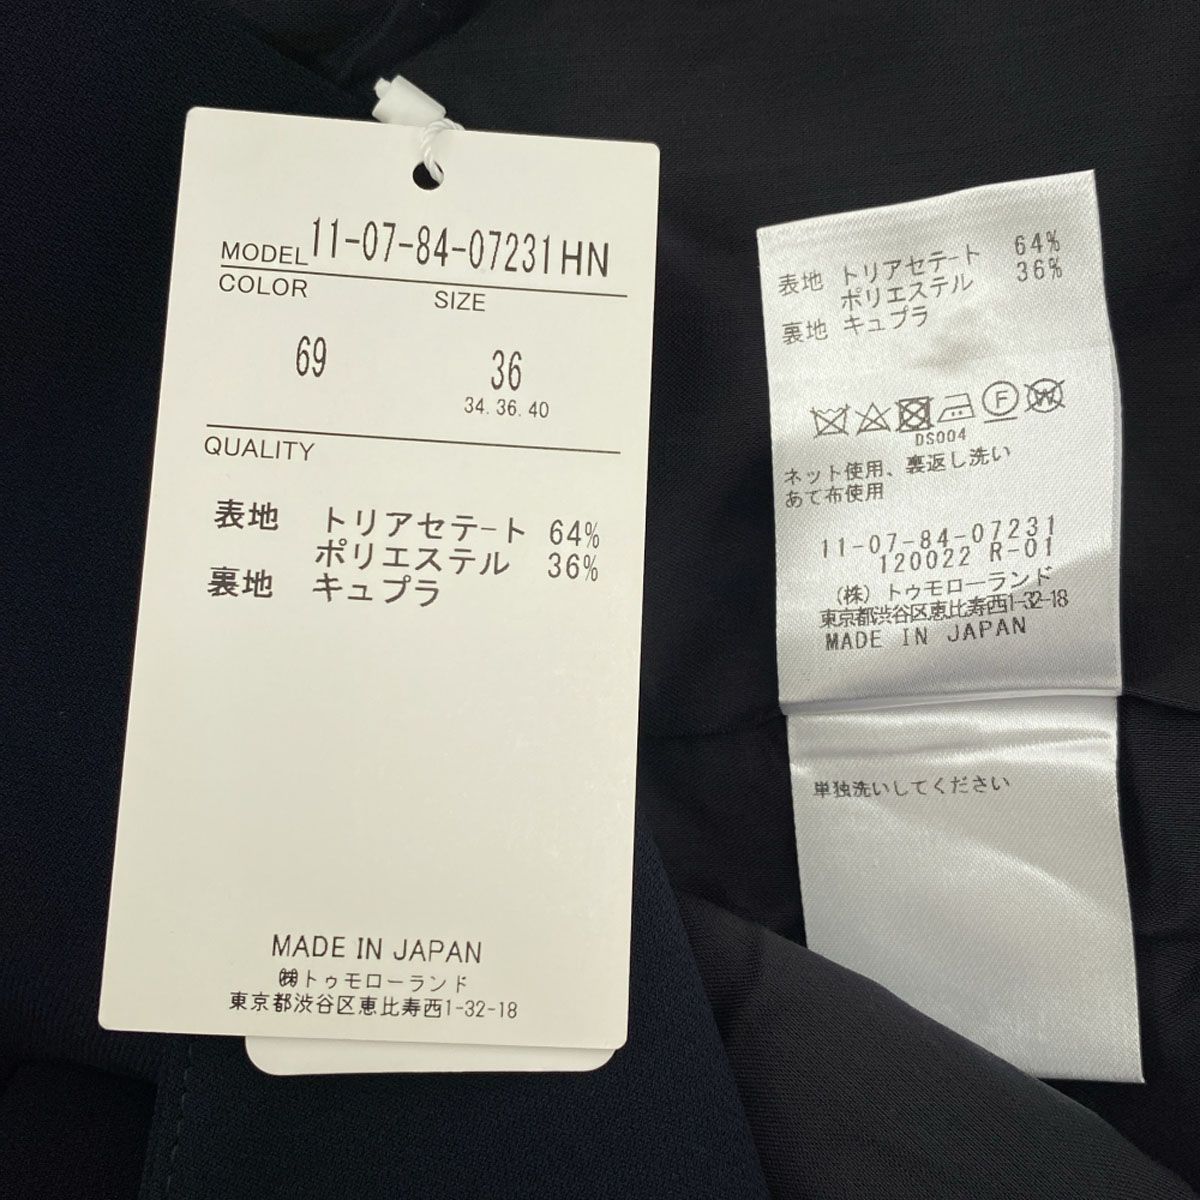 MODEL 11-07-84-07231HN
COLOR SIZE
69 36
34. 36. 40
QUALITY
表地 トリアセテ-ト 64%
ポリエステル 36%
裏地 キュプラ
MADE IN JAPAN
㈱トゥモローランド
東京都渋谷区恵比寿西1-32-18
表地 トリアセテ-ト 64%
ポリエステル 36%
裏地 キュプラ
F W
DS004
ネット使用、裏返し洗い
あて布使用
11-07-84-07231
120022 R-01
(株)トゥモローランド
東京都渋谷区恵比寿西1-32-18
MADE IN JAPAN
単独洗いしてください